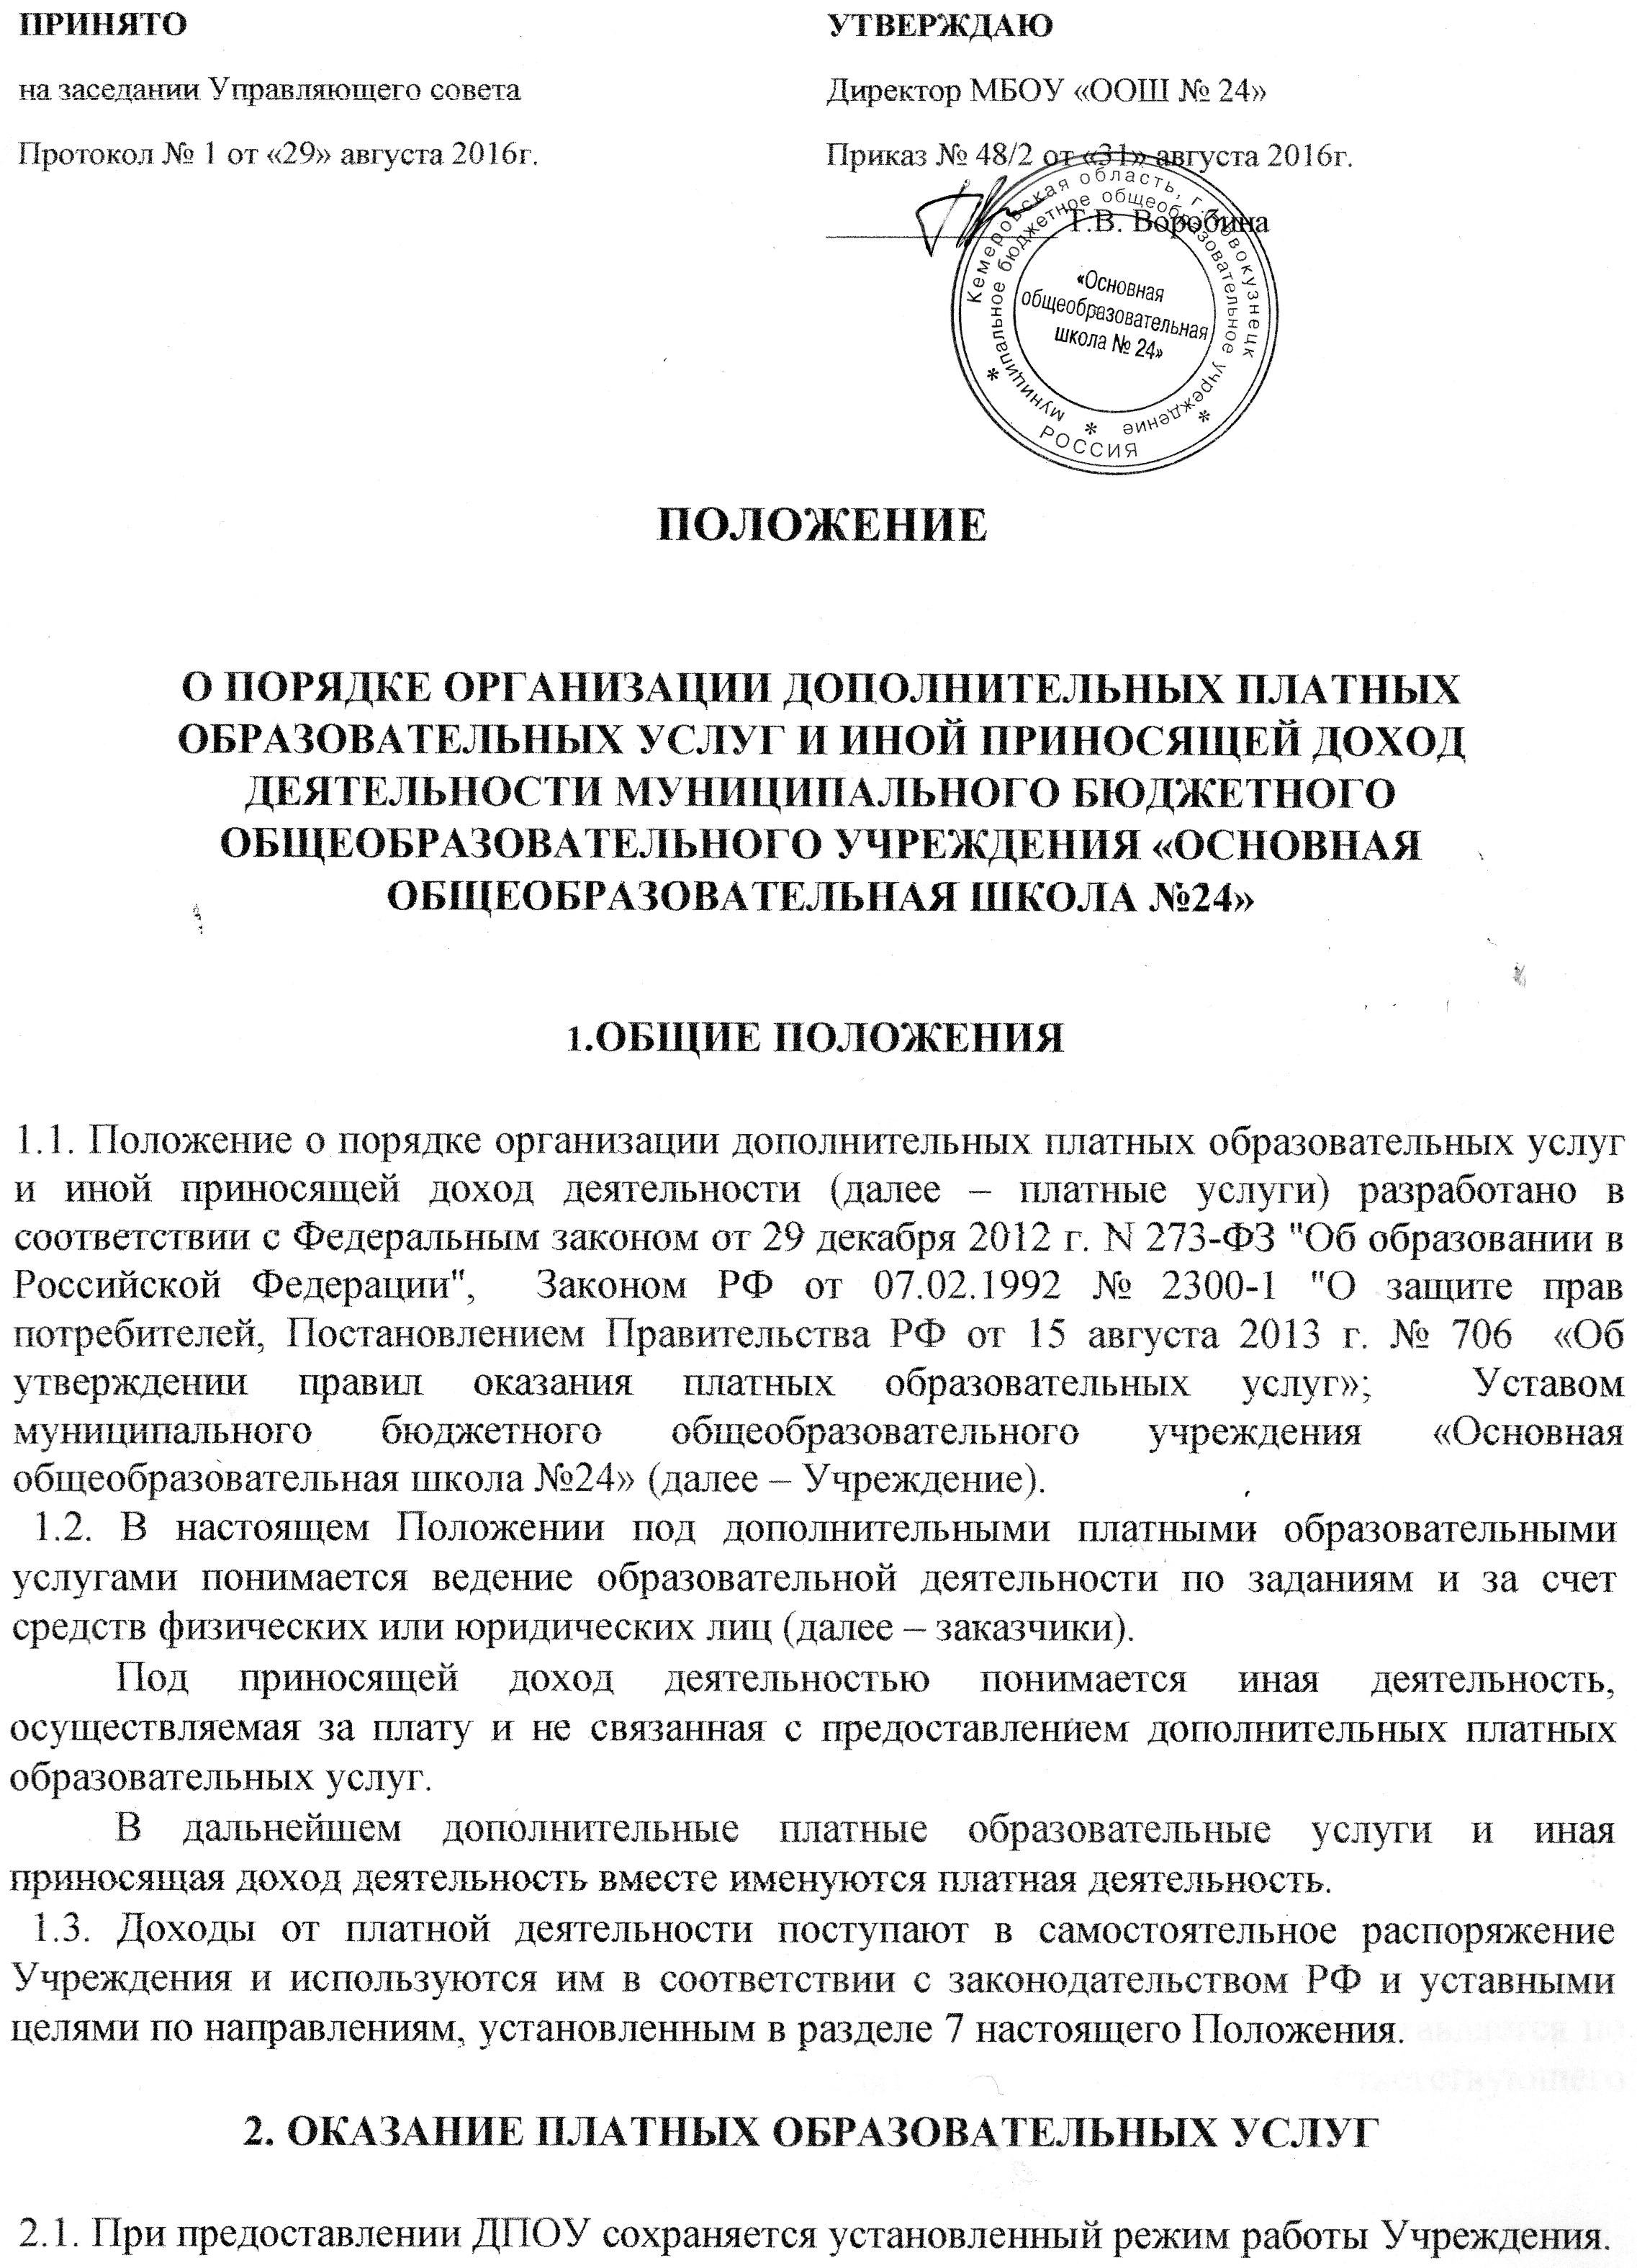 ПРИНЯТО
на заседании Управляющего совета
Протокол № 1 от «29» августа 2016г.
УТВЕРЖДАЮ
Директор МБОУ «ООШ № 24»
Приказ № 48/2 от «31» августа 2016г.
Т.В. Воробина
Кемеровская область, г. Новокузнецк
муниципальное бюджетное общеобразовательное учреждение
«Основная
общеобразовательная
школа № 24»
РОССИЯ
ПОЛОЖЕНИЕ
О ПОРЯДКЕ ОРГАНИЗАЦИИ ДОПОЛНИТЕЛЬНЫХ ПЛАТНЫХ
ОБРАЗОВАТЕЛЬНЫХ УСЛУГ И ИНОЙ ПРИНОСЯЩЕЙ ДОХОД
ДЕЯТЕЛЬНОСТИ МУНИЦИПАЛЬНОГО БЮДЖЕТНОГО
ОБЩЕОБРАЗОВАТЕЛЬНОГО УЧРЕЖДЕНИЯ «ОСНОВНАЯ
ОБЩЕОБРАЗОВАТЕЛЬНАЯ ШКОЛА №24»
1.ОБЩИЕ ПОЛОЖЕНИЯ
1.1. Положение о порядке организации дополнительных платных образовательных услуг
и иной приносящей доход деятельности (далее – платные услуги) разработано в
соответствии с Федеральным законом от 29 декабря 2012 г. N 273-ФЗ "Об образовании в
Российской Федерации", Законом РФ от 07.02.1992 № 2300-1 "О защите прав
потребителей, Постановлением Правительства РФ от 15 августа 2013 г. № 706 «Об
утверждении правил оказания платных образовательных услуг»; Уставом
муниципального бюджетного общеобразовательного учреждения «Основная
общеобразовательная школа №24» (далее – Учреждение).
1.2. В настоящем Положении под дополнительными платными образовательными
услугами понимается ведение образовательной деятельности по заданиям и за счет
средств физических или юридических лиц (далее – заказчики).
Под приносящей доход деятельностью понимается иная деятельность,
осуществляемая за плату и не связанная с предоставлением дополнительных платных
образовательных услуг.
В дальнейшем дополнительные платные образовательные услуги и иная
приносящая доход деятельность вместе именуются платная деятельность.
1.3. Доходы от платной деятельности поступают в самостоятельное распоряжение
Учреждения и используются им в соответствии с законодательством РФ и уставными
целями по направлениям, установленным в разделе 7 настоящего Положения.
2. ОКАЗАНИЕ ПЛАТНЫХ ОБРАЗОВАТЕЛЬНЫХ УСЛУГ
2.1. При предоставлении ДПОУ сохраняется установленный режим работы Учреждения.